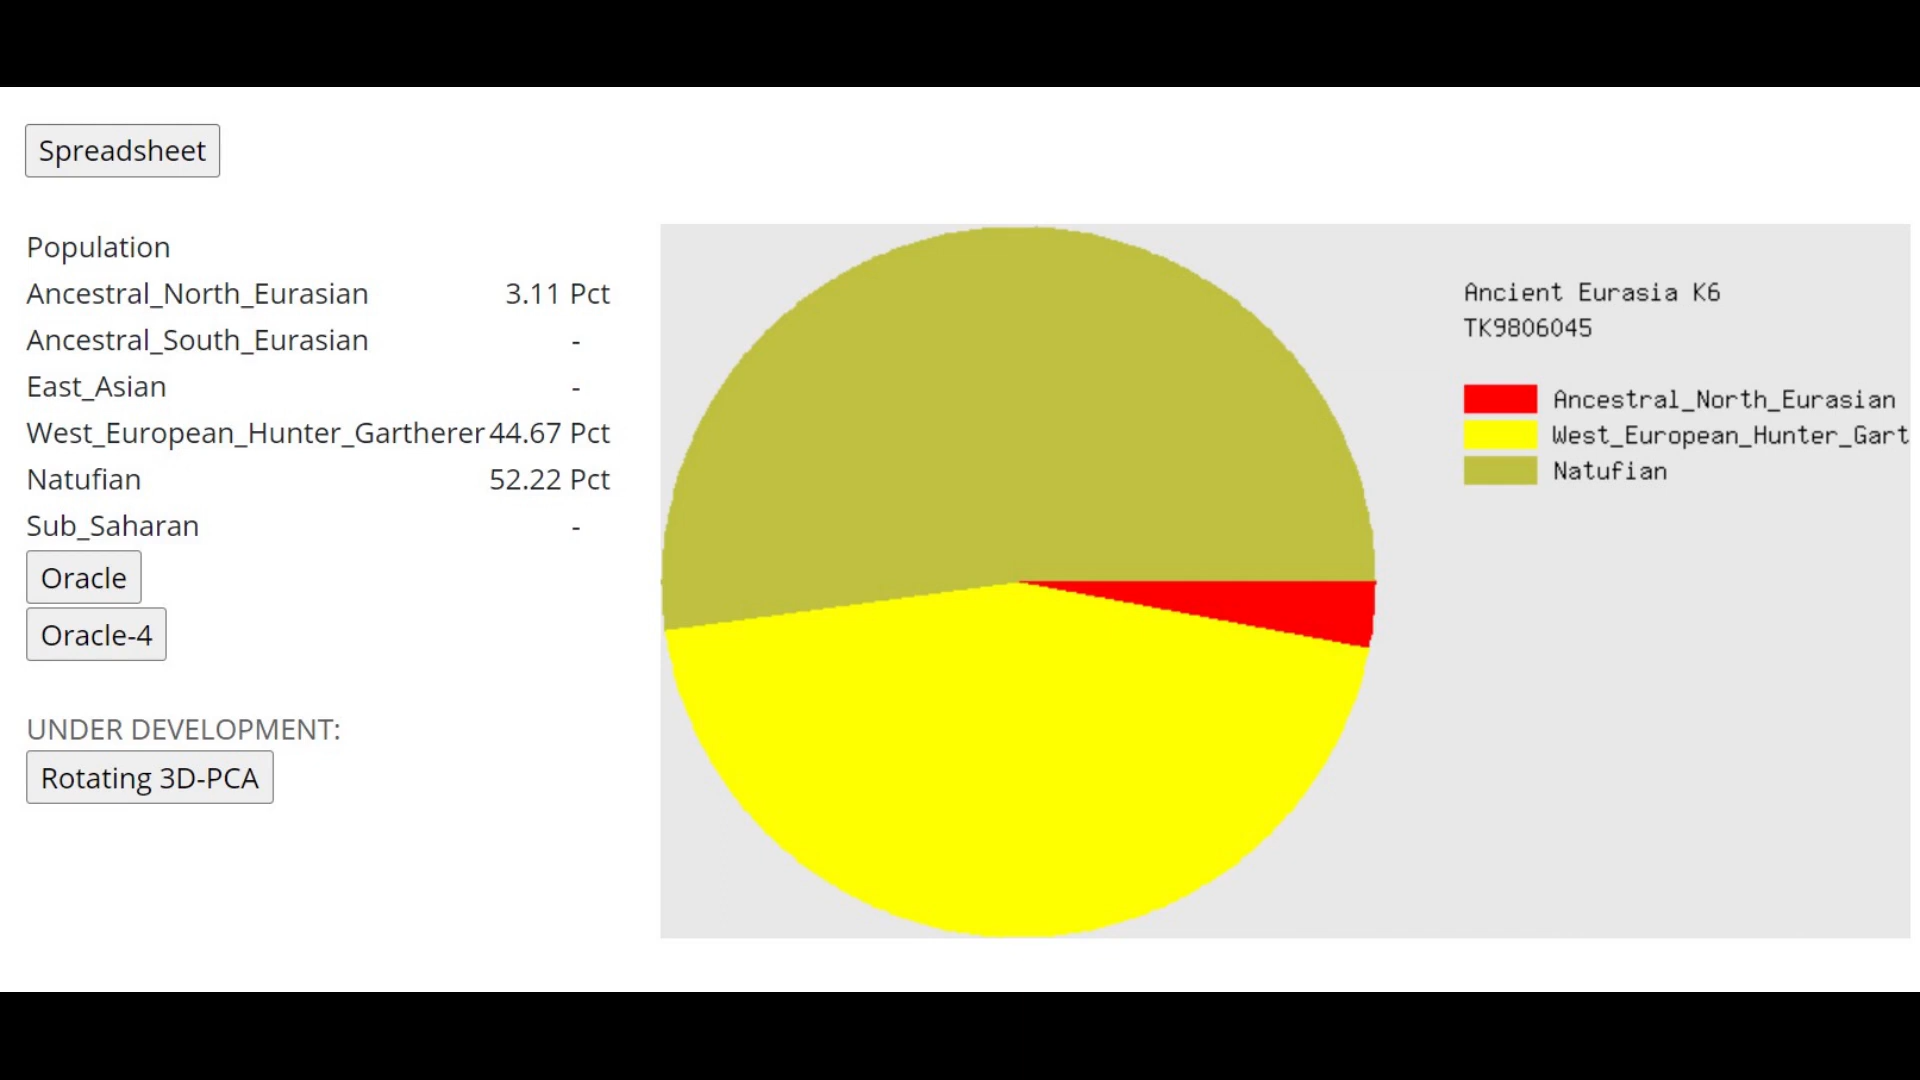 Spreadsheet
Population
Ancestral_North_Eurasian 3.11 Pct
Ancestral_South_Eurasian -
East_Asian -
West_European_Hunter_Gartherer 44.67 Pct
Natufian 52.22 Pct
Sub_Saharan -
Oracle
Oracle-4
UNDER DEVELOPMENT:
Rotating 3D-PCA
Ancient Eurasia K6
TK9806045
Ancestral_North_Eurasian
West_European_Hunter_Gart
Natufian